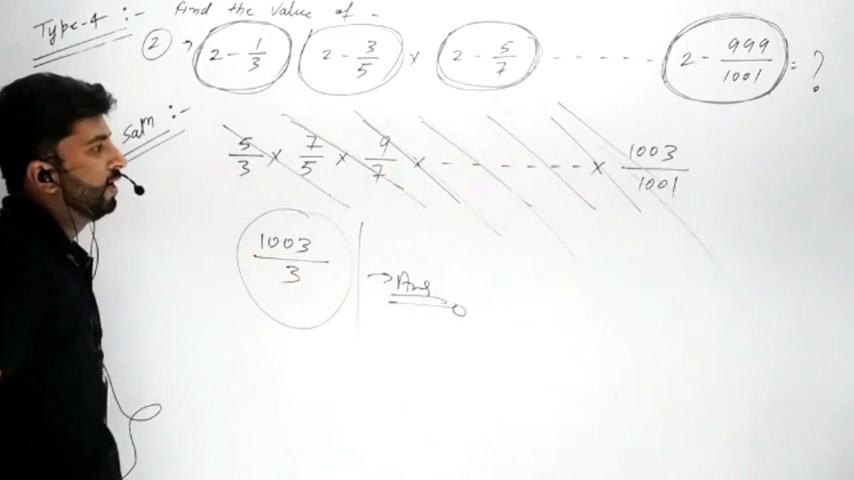 Type-4 :- Find the value of -
② → 2 - 1/3 2 - 3/5 × 2 - 5/7 - - - - - - 2 - 999/1001 = ?
Solⁿ :-
5/3 × 7/5 × 9/7 × - - - - - - - × 1003/1001
1003/3 → Ans